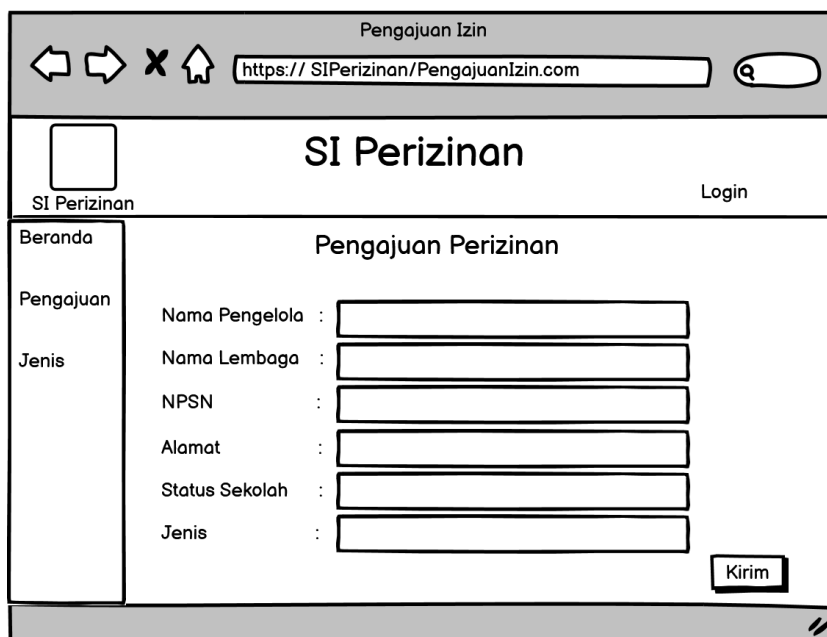 Pengajuan Izin
https:// SIPerizinan/PengajuanIzin.com
SI Perizinan
SI Perizinan
Login
Beranda
Pengajuan
Jenis
Pengajuan Perizinan
Nama Pengelola :
Nama Lembaga :
NPSN :
Alamat :
Status Sekolah :
Jenis :
Kirim